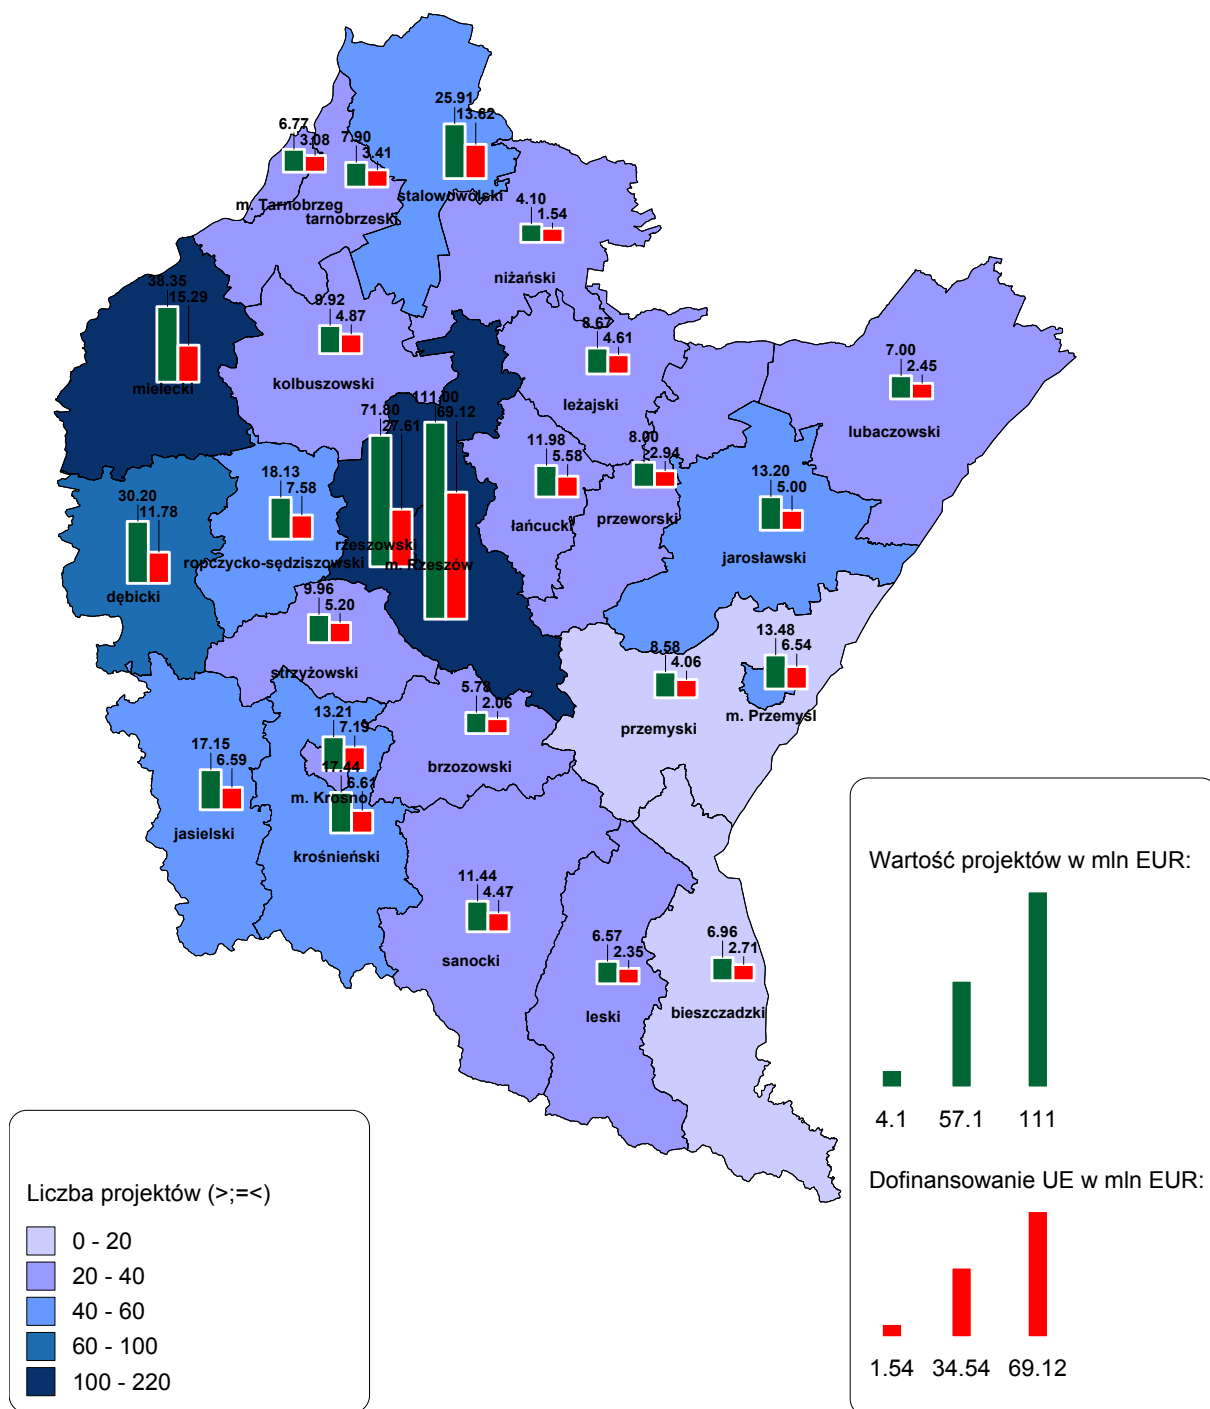 25.91
13.62
stalowowolski
6.77
3.08
m. Tarnobrzeg
7.90
3.41
tarnobrzeski
4.10
1.54
niżański
38.35
15.29
mielecki
9.92
4.87
kolbuszowski
8.67
4.61
leżajski
7.00
2.45
lubaczowski
71.80
27.61
rzeszowski
111.00
69.12
m. Rzeszów
11.98
5.58
łańcucki
8.00
2.94
przeworski
13.20
5.00
jarosławski
30.20
11.78
dębicki
18.13
7.58
ropczycko-sędziszowski
9.96
5.20
strzyżowski
8.58
4.06
przemyski
13.48
6.54
m. Przemyśl
5.78
2.06
brzozowski
13.21
7.19
m. Krosno
17.44
6.61
krośnieński
17.15
6.59
jasielski
11.44
4.47
sanocki
6.57
2.35
leski
6.96
2.71
bieszczadzki
Wartość projektów w mln EUR:
4.1 57.1 111
Dofinansowanie UE w mln EUR:
1.54 34.54 69.12
Liczba projektów (>;=<)
0 - 20
20 - 40
40 - 60
60 - 100
100 - 220